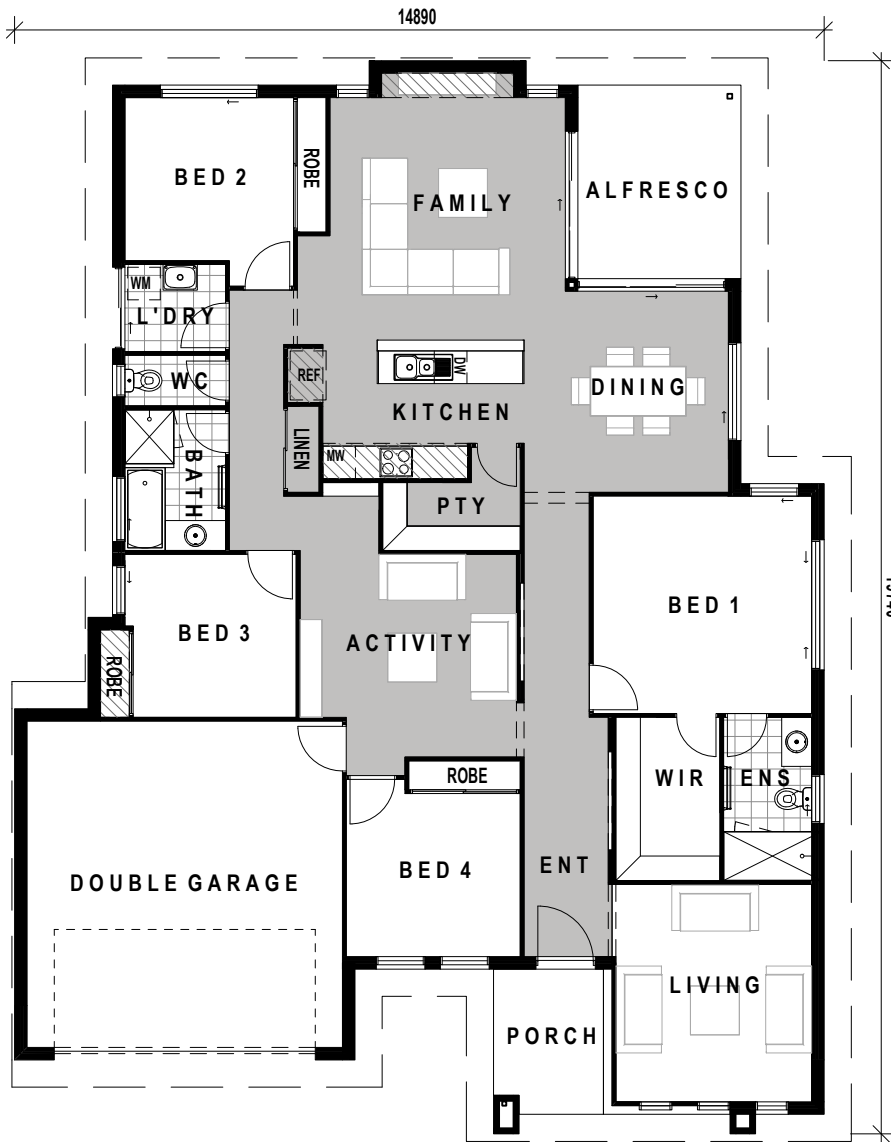 14890
BED 2
ROBE
FAMILY
ALFRESCO
WM
L'DRY
WC
REF
DW
DINING
KITCHEN
LINEN
BATH
MW
PTY
BED 1
BED 3
ACTIVITY
ROBE
ROBE
WIR
ENS
DOUBLE GARAGE
BED 4
ENT
LIVING
PORCH